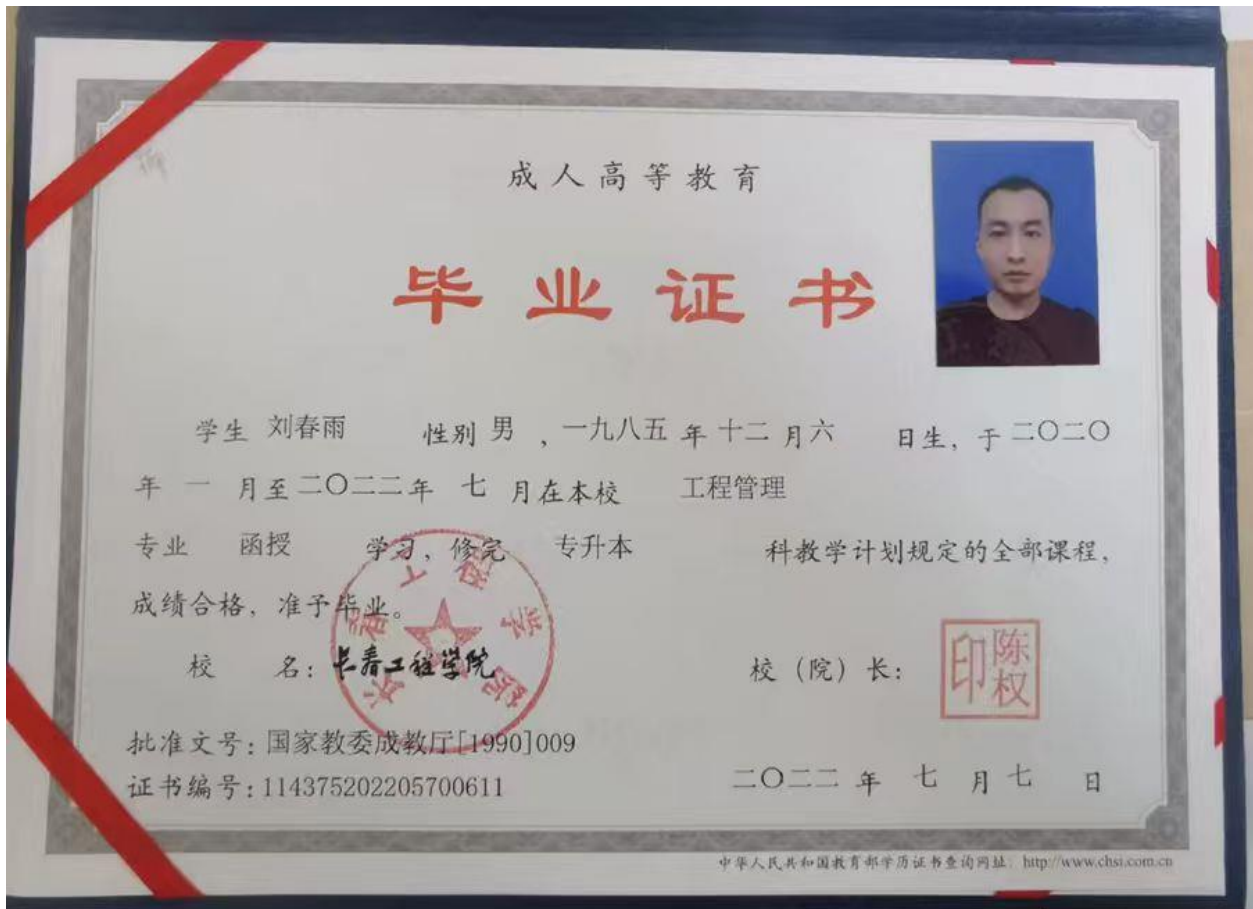 成人高等教育
毕业证书
学生 刘春雨 性别 男 ，一九八五 年 十二 月 六 日生，于 二〇二〇
年 一 月至 二〇二二 年 七 月在本校 工程管理
专业 函授 学习，修完 专升本 科教学计划规定的全部课程，
成绩合格，准予毕业。
校 名：长春工程学院
长春工程学院
校（院）长：
陈权印
批准文号：国家教委成教厅[1990]009
证书编号：114375202205700611
二〇二二 年 七 月 七 日
中华人民共和国教育部学历证书查询网址：http://www.chsi.com.cn